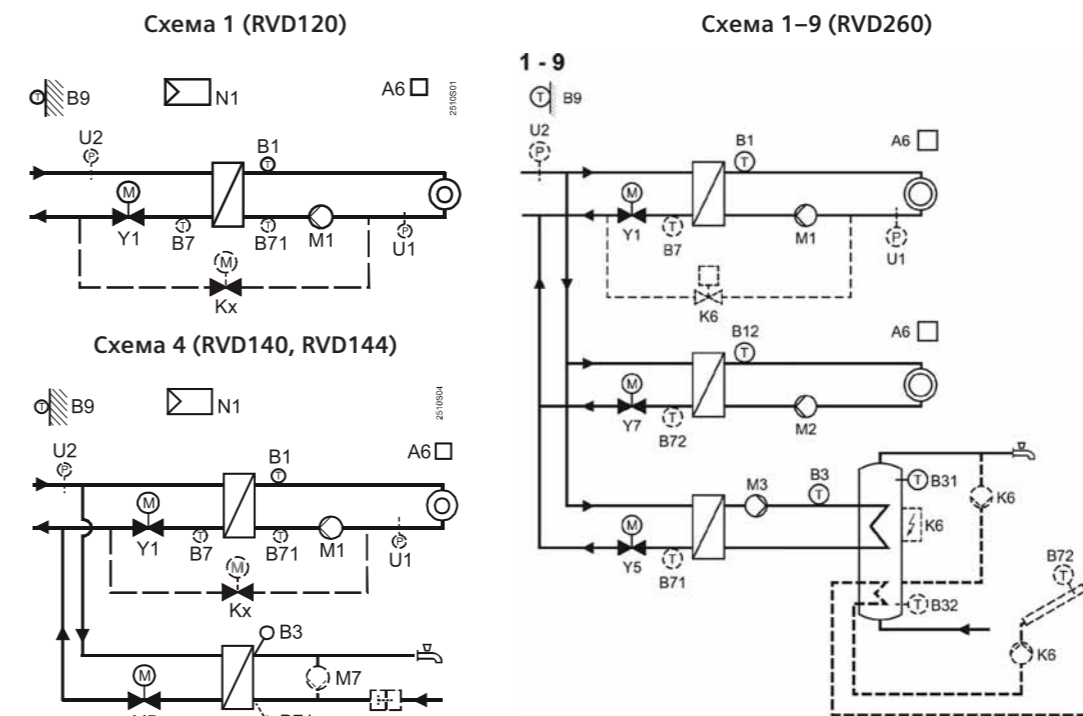 Схема 1 (RVD120)
B9
T
N1
A6
2510S01
U2
P
B1
T
M
Y1
T
B7
T
B71
M1
P
U1
M
Kx
Схема 4 (RVD140, RVD144)
B9
T
N1
2510S04
U2
P
B1
T
A6
M
Y1
T
B7
T
B71
M1
P
U1
M
Kx
B3
M
M7
Схема 1–9 (RVD260)
1 - 9
T
B9
U2
P
B1
T
A6
M
Y1
T
B7
M1
P
U1
K6
B12
T
A6
M
Y7
T
B72
M2
M3
B3
T
T
B31
K6
K6
M
Y5
T
B71
B72
T
T
B32
K6